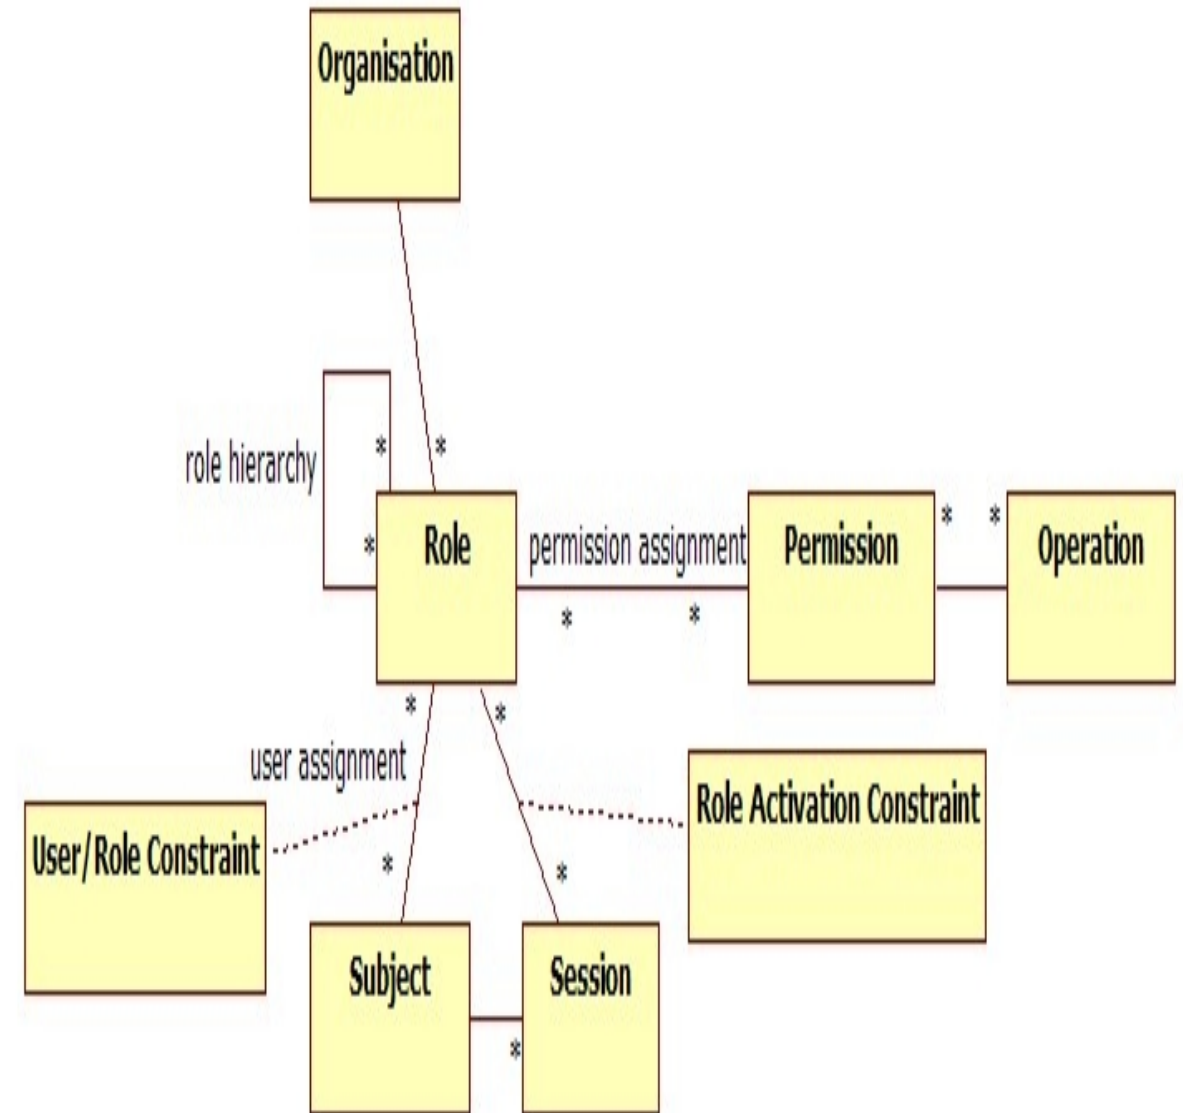 Organisation
*
*
role hierarchy
*
Role
permission assignment
*
*
Permission
*
*
Operation
*
*
user assignment
Role Activation Constraint
User/Role Constraint
*
*
Subject
Session
*